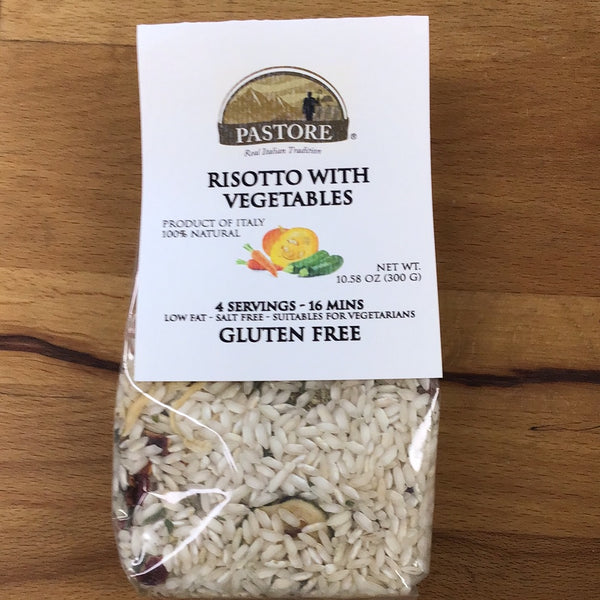 PASTORE
®
Real Italian Tradition
RISOTTO WITH
VEGETABLES
PRODUCT OF ITALY
100% NATURAL
NET WT.
10.58 OZ (300 G)
4 SERVINGS - 16 MINS
LOW FAT - SALT FREE - SUITABLES FOR VEGETARIANS
GLUTEN FREE